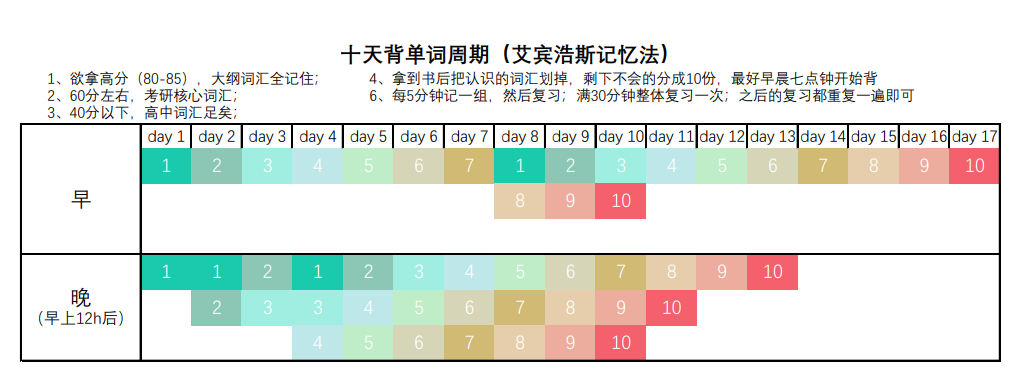 十天背单词周期（艾宾浩斯记忆法）
1、欲拿高分（80-85），大纲词汇全记住；
2、60分左右，考研核心词汇；
3、40分以下，高中词汇足矣；
4、拿到书后把认识的词汇划掉，剩下不会的分成10份，最好早晨七点钟开始背
6、每5分钟记一组，然后复习；满30分钟整体复习一次；之后的复习都重复一遍即可
day 1 day 2 day 3 day 4 day 5 day 6 day 7 day 8 day 9 day 10 day 11 day 12 day 13 day 14 day 15 day 16 day 17
早
1 2 3 4 5 6 7 1 2 3 4 5 6 7 8 9 10
8 9 10
晚
（早上12h后）
1 1 2 1 2 3 4 5 6 7 8 9 10
2 3 3 4 5 6 7 8 9 10
4 5 6 7 8 9 10